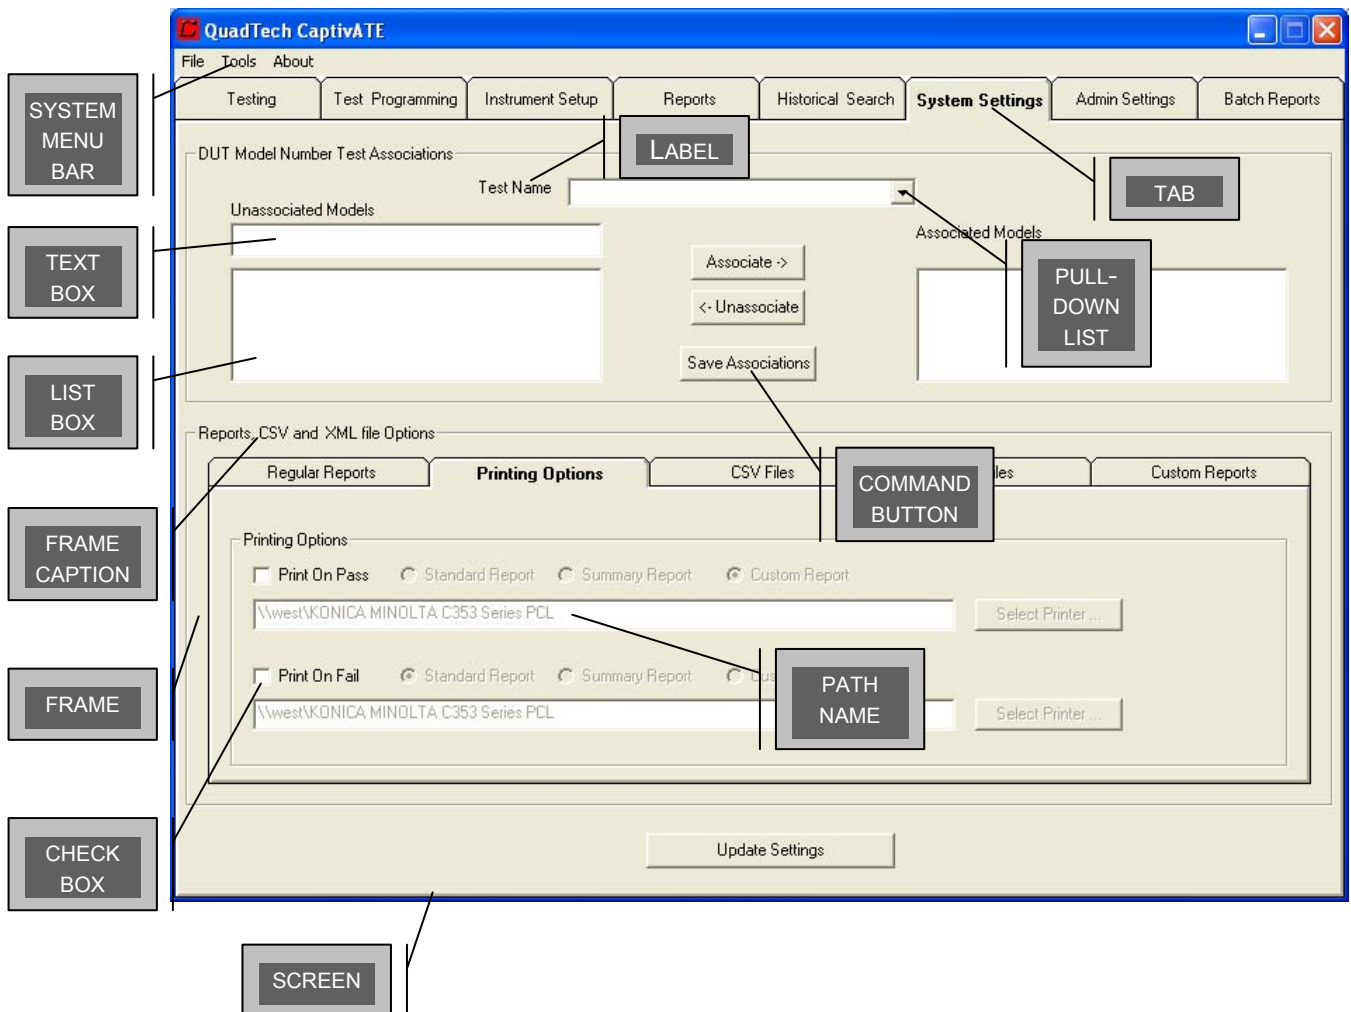 QuadTech CaptivATE
File Tools About
Testing Test Programming Instrument Setup Reports Historical Search System Settings Admin Settings Batch Reports
SYSTEM
MENU
BAR
DUT Model Number Test Associations
LABEL
Test Name
TAB
Unassociated Models
Associated Models
TEXT
BOX
Associate ->
<- Unassociate
PULL-
DOWN
LIST
Save Associations
LIST
BOX
Reports, CSV and XML file Options
Regular Reports Printing Options CSV Files les Custom Reports
COMMAND
BUTTON
FRAME
CAPTION
Printing Options
Print On Pass Standard Report Summary Report Custom Report
\\west\KONICA MINOLTA C353 Series PCL
Select Printer ...
Print On Fail Standard Report Summary Report
\\west\KONICA MINOLTA C353 Series PCL
Select Printer ...
PATH
NAME
FRAME
CHECK
BOX
Update Settings
SCREEN